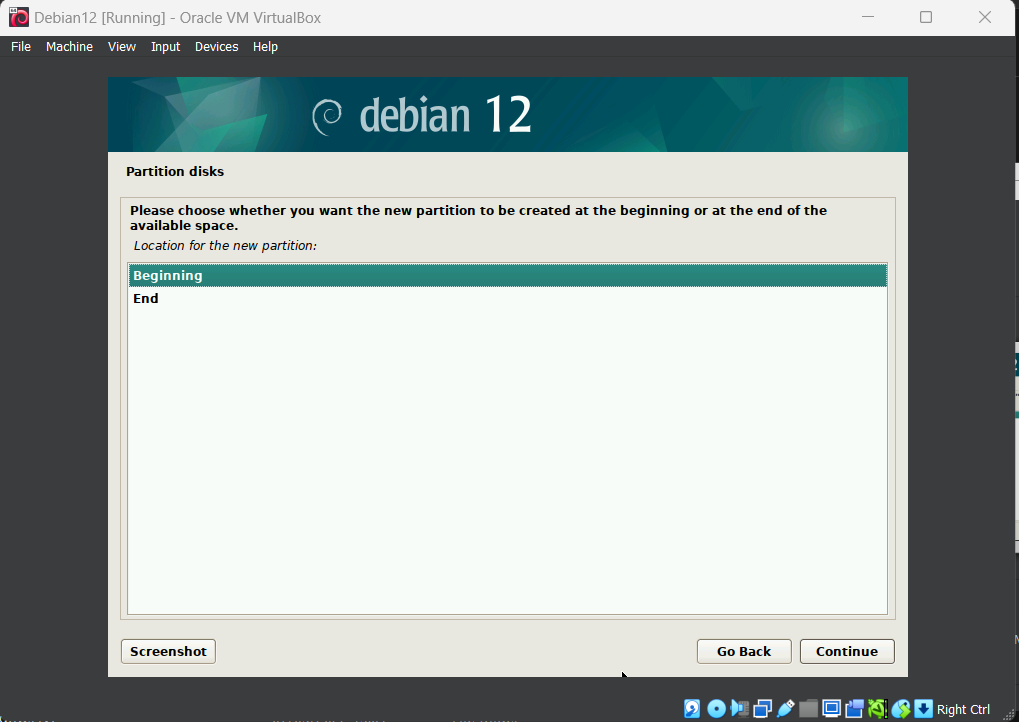 Debian12 [Running] - Oracle VM VirtualBox
File Machine View Input Devices Help
debian 12
Partition disks
Please choose whether you want the new partition to be created at the beginning or at the end of the
available space.
Location for the new partition:
Beginning
End
Screenshot Go Back Continue
Right Ctrl